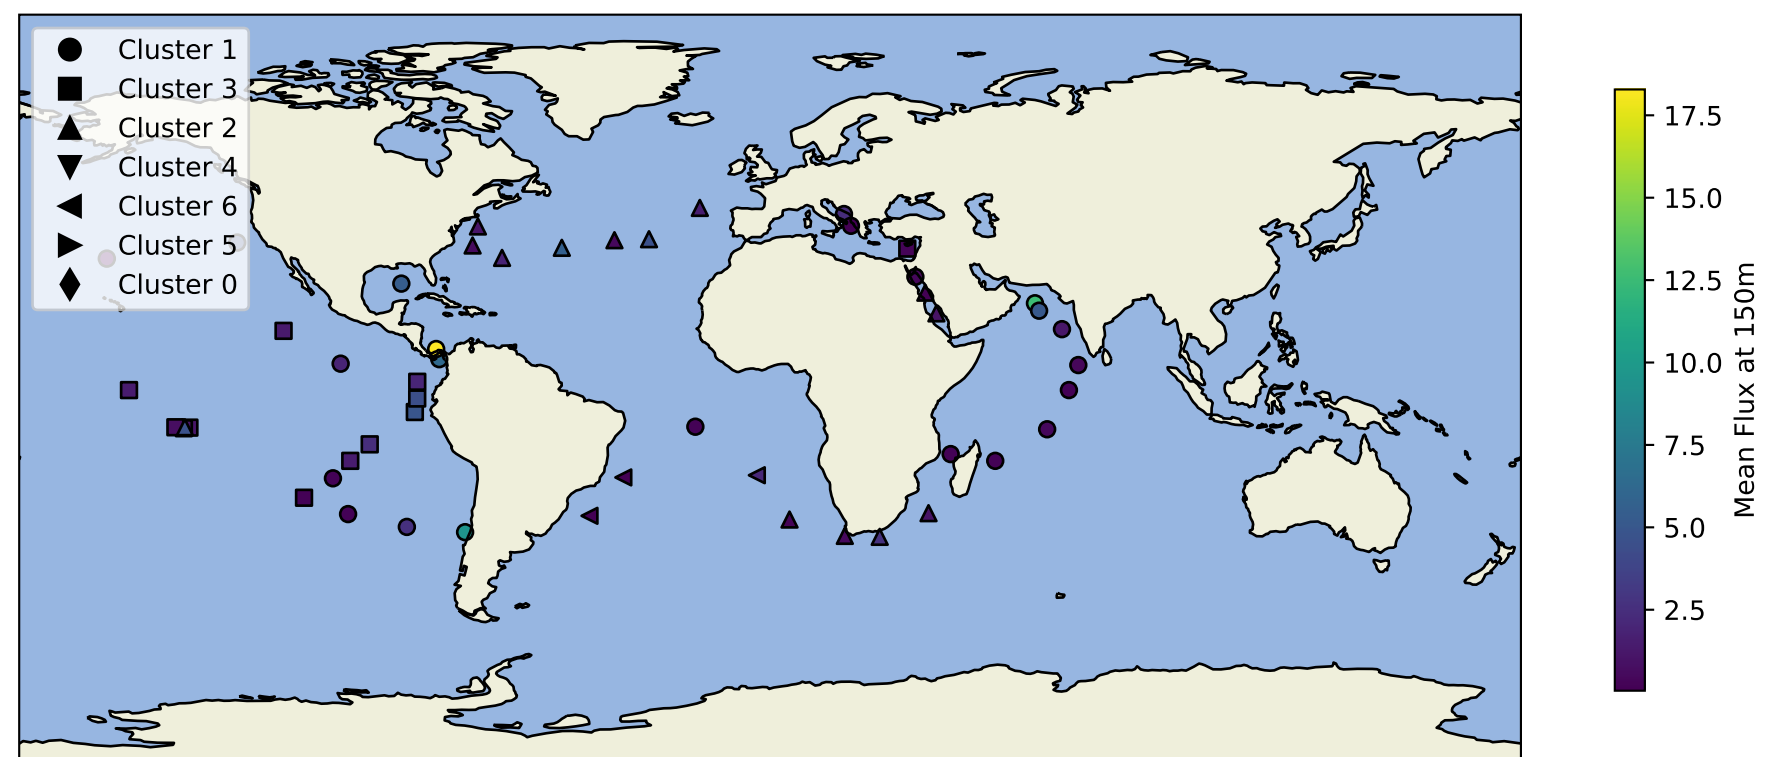 Cluster 1
Cluster 3
Cluster 2
Cluster 4
Cluster 6
Cluster 5
Cluster 0
17.5
15.0
12.5
10.0
7.5
5.0
2.5
Mean Flux at 150m